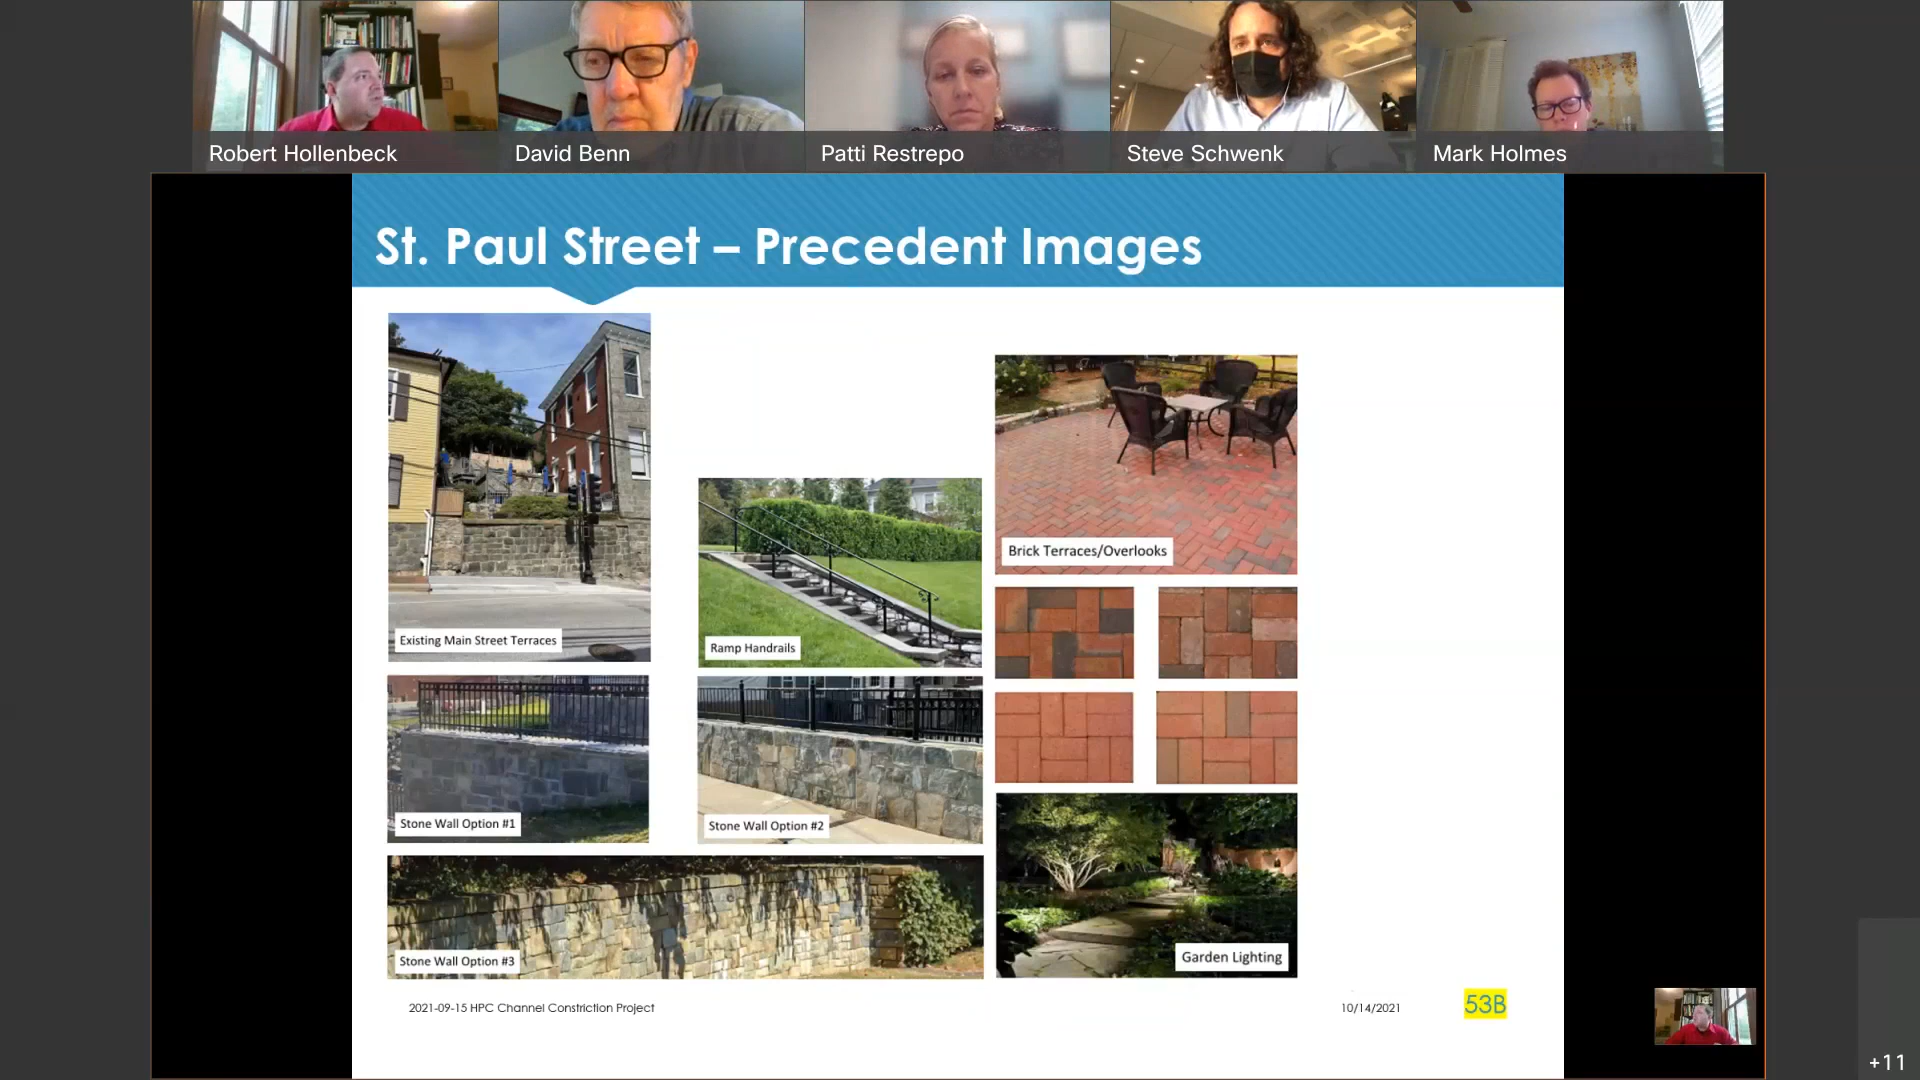 Robert Hollenbeck
David Benn
Patti Restrepo
Steve Schwenk
Mark Holmes
St. Paul Street – Precedent Images
Existing Main Street Terraces
Ramp Handrails
Brick Terraces/Overlooks
Stone Wall Option #1
Stone Wall Option #2
Stone Wall Option #3
Garden Lighting
2021-09-15 HPC Channel Constriction Project
10/14/2021
53B
+11